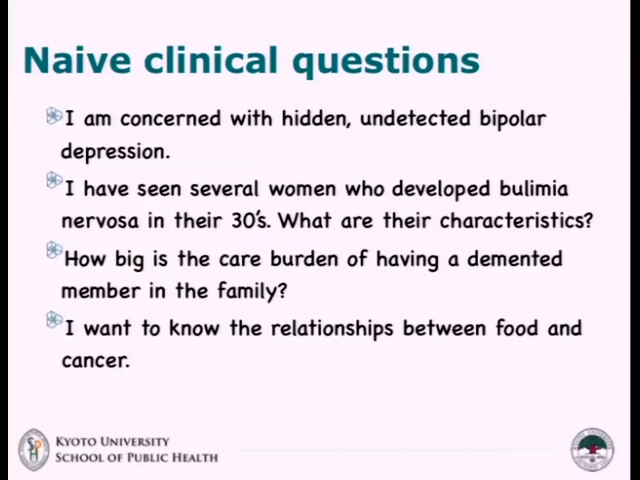 Naive clinical questions
I am concerned with hidden, undetected bipolar
depression.
I have seen several women who developed bulimia
nervosa in their 30's. What are their characteristics?
How big is the care burden of having a demented
member in the family?
I want to know the relationships between food and
cancer.
KYOTO UNIVERSITY
SCHOOL OF PUBLIC HEALTH